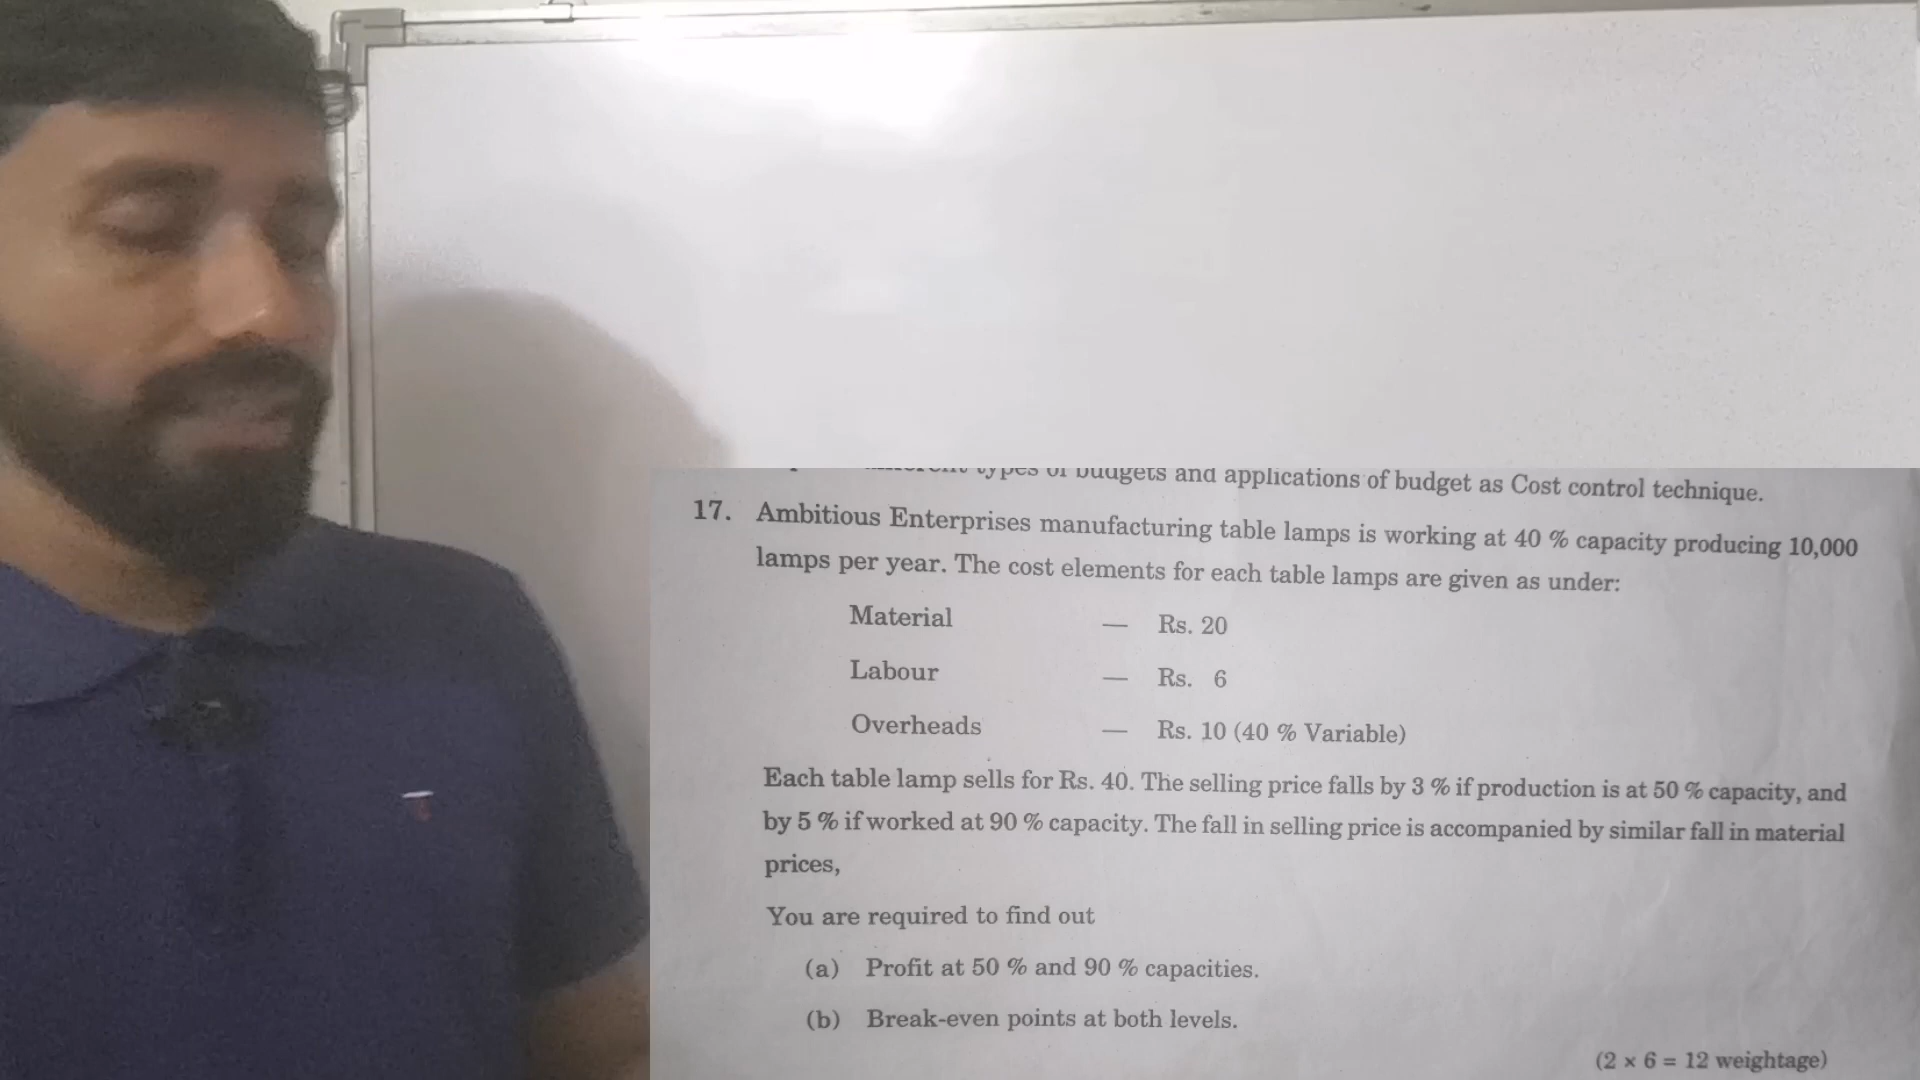 types of budgets and applications of budget as Cost control technique.
17. Ambitious Enterprises manufacturing table lamps is working at 40 % capacity producing 10,000
lamps per year. The cost elements for each table lamps are given as under:
Material — Rs. 20
Labour — Rs. 6
Overheads — Rs. 10 (40 % Variable)
Each table lamp sells for Rs. 40. The selling price falls by 3 % if production is at 50 % capacity, and
by 5 % if worked at 90 % capacity. The fall in selling price is accompanied by similar fall in material
prices,
You are required to find out
(a) Profit at 50 % and 90 % capacities.
(b) Break-even points at both levels.
(2 × 6 = 12 weightage)